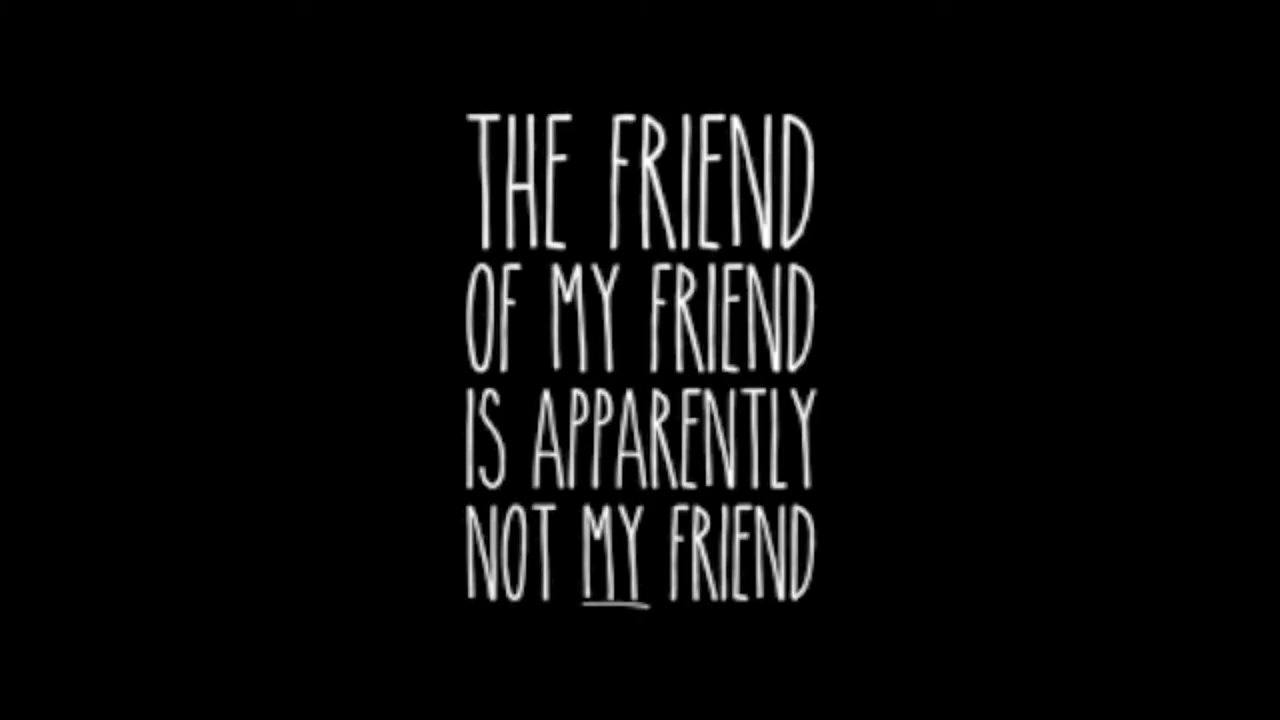 THE FRIEND
OF MY FRIEND
IS APPARENTLY
NOT MY FRIEND